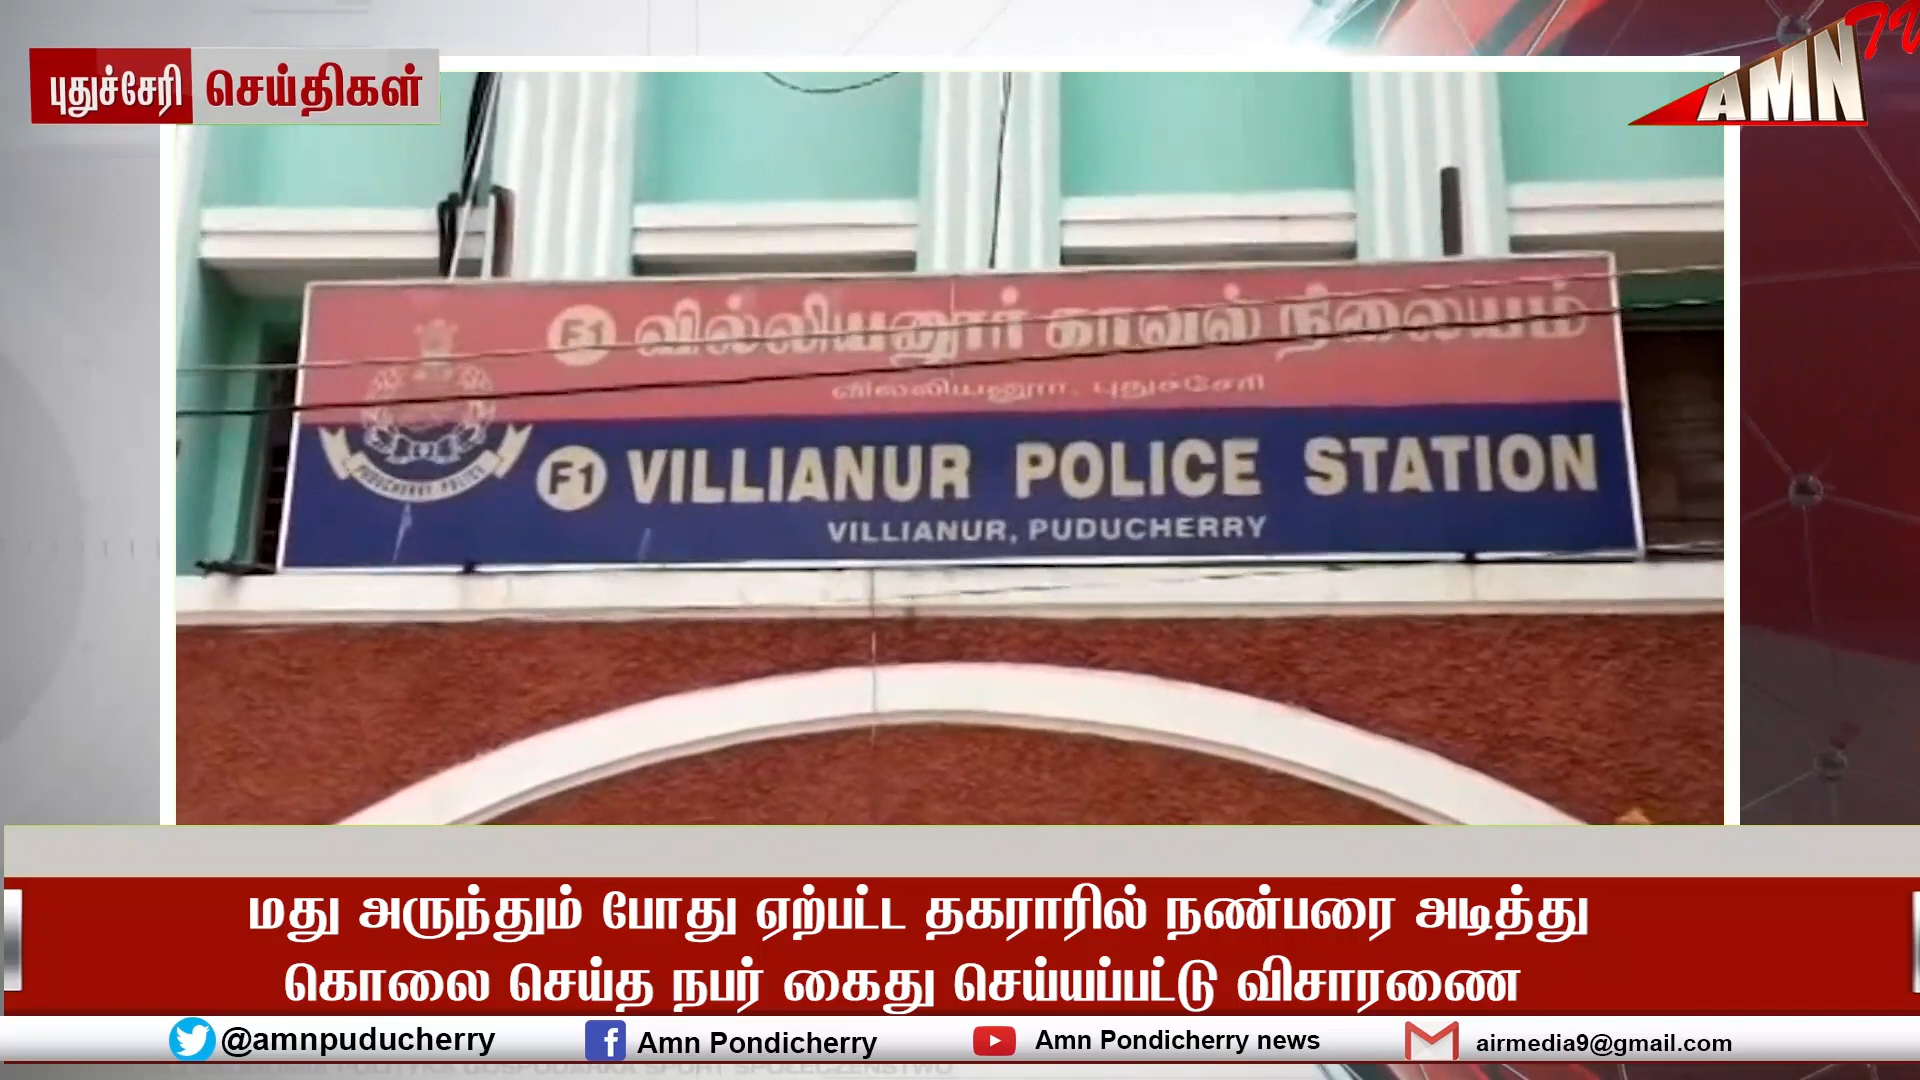 புதுச்சேரி செய்திகள்
AMN TV
F1 வில்லியனூர் காவல் நிலையம்
வில்லியனூர், புதுச்சேரி
PUDUCHERRY POLICE
F1 VILLIANUR POLICE STATION
VILLIANUR, PUDUCHERRY
மது அருந்தும் போது ஏற்பட்ட தகராரில் நண்பரை அடித்து
கொலை செய்த நபர் கைது செய்யப்பட்டு விசாரணை
@amnpuducherry Amn Pondicherry Amn Pondicherry news airmedia9@gmail.com